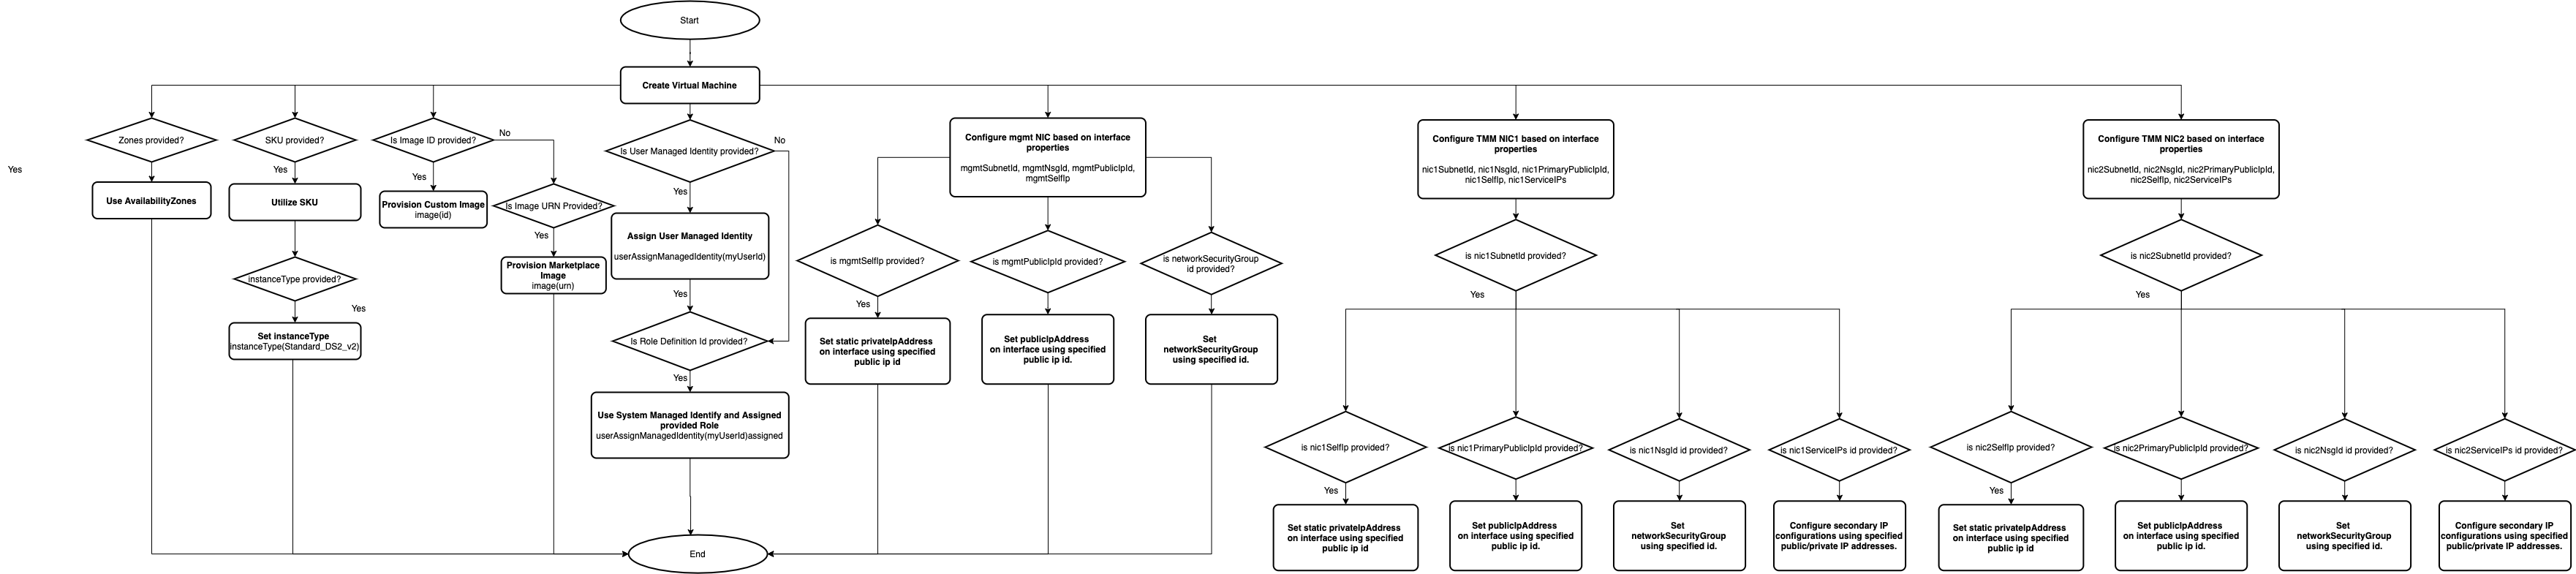 Start
Create Virtual Machine
Zones provided?
Yes
Use AvailabilityZones
SKU provided?
Yes
Utilize SKU
instanceType provided?
Yes
Set instanceType
instanceType(Standard_DS2_v2)
Is Image ID provided?
No
Yes
Provision Custom Image
image(id)
Is Image URN Provided?
Yes
Provision Marketplace
Image
image(urn)
Is User Managed Identity provided?
No
Yes
Assign User Managed Identity
userAssignManagedIdentity(myUserId)
Yes
Is Role Definition Id provided?
Yes
Use System Managed Identify and Assigned
provided Role
userAssignManagedIdentity(myUserId)assigned
Configure mgmt NIC based on interface
properties
mgmtSubnetId, mgmtNsgId, mgmtPublicIpId,
mgmtSelfIp
is mgmtSelfIp provided?
Yes
Set static privateIpAddress
on interface using specified
public ip id
is mgmtPublicIpId provided?
Set publicIpAddress
on interface using specified
public ip id.
is networkSecurityGroup
id provided?
Set
networkSecurityGroup
using specified id.
Configure TMM NIC1 based on interface
properties
nic1SubnetId, nic1NsgId, nic1PrimaryPublicIpId,
nic1SelfIp, nic1ServiceIPs
is nic1SubnetId provided?
Yes
is nic1SelfIp provided?
Yes
Set static privateIpAddress
on interface using specified
public ip id
is nic1PrimaryPublicIpId provided?
Set publicIpAddress
on interface using specified
public ip id.
is nic1NsgId id provided?
Set
networkSecurityGroup
using specified id.
is nic1ServiceIPs id provided?
Configure secondary IP
configurations using specified
public/private IP addresses.
Configure TMM NIC2 based on interface
properties
nic2SubnetId, nic2NsgId, nic2PrimaryPublicIpId,
nic2SelfIp, nic2ServiceIPs
is nic2SubnetId provided?
Yes
is nic2SelfIp provided?
Yes
Set static privateIpAddress
on interface using specified
public ip id
is nic2PrimaryPublicIpId provided?
Set publicIpAddress
on interface using specified
public ip id.
is nic2NsgId id provided?
Set
networkSecurityGroup
using specified id.
is nic2ServiceIPs id provided?
Configure secondary IP
configurations using specified
public/private IP addresses.
End